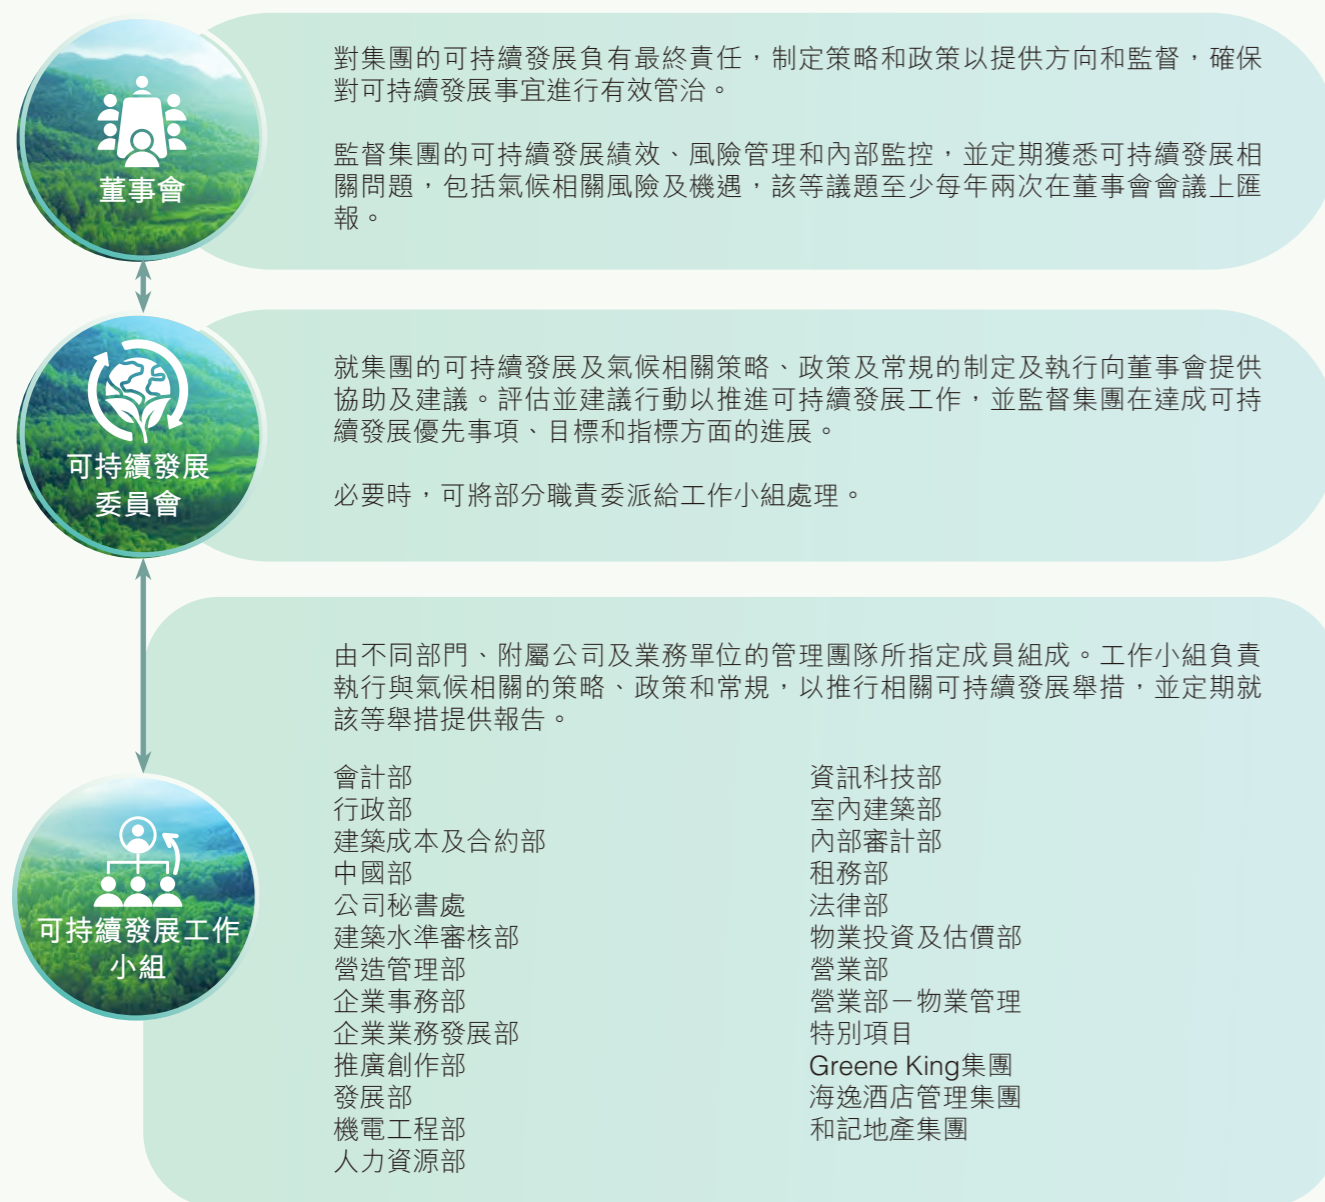 董事會
對集團的可持續發展負有最終責任，制定策略和政策以提供方向和監督，確保
對可持續發展事宜進行有效管治。
監督集團的可持續發展績效、風險管理和內部監控，並定期獲悉可持續發展相
關問題，包括氣候相關風險及機遇，該等議題至少每年兩次在董事會會議上匯
報。
可持續發展
委員會
就集團的可持續發展及氣候相關策略、政策及常規的制定及執行向董事會提供
協助及建議。評估並建議行動以推進可持續發展工作，並監督集團在達成可持
續發展優先事項、目標和指標方面的進展。
必要時，可將部分職責委派給工作小組處理。
可持續發展工作
小組
由不同部門、附屬公司及業務單位的管理團隊所指定成員組成。工作小組負責
執行與氣候相關的策略、政策和常規，以推行相關可持續發展舉措，並定期就
該等舉措提供報告。
會計部
行政部
建築成本及合約部
中國部
公司秘書處
建築水準審核部
營造管理部
企業事務部
企業業務發展部
推廣創作部
發展部
機電工程部
人力資源部
資訊科技部
室內建築部
內部審計部
租務部
法律部
物業投資及估價部
營業部
營業部－物業管理
特別項目
Greene King集團
海逸酒店管理集團
和記地產集團